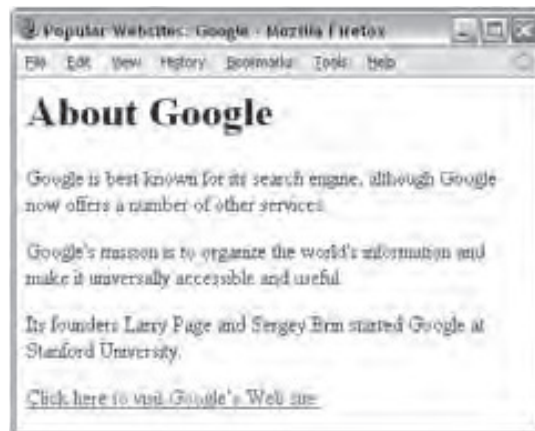 Popular Websites: Google - Mozilla Firefox
File Edit View History Bookmarks Tools Help
About Google
Google is best known for its search engine, although Google
now offers a number of other services.
Google's mission is to organize the world's information and
make it universally accessible and useful.
Its founders Larry Page and Sergey Brin started Google at
Stanford University.
Click here to visit Google's Web site.